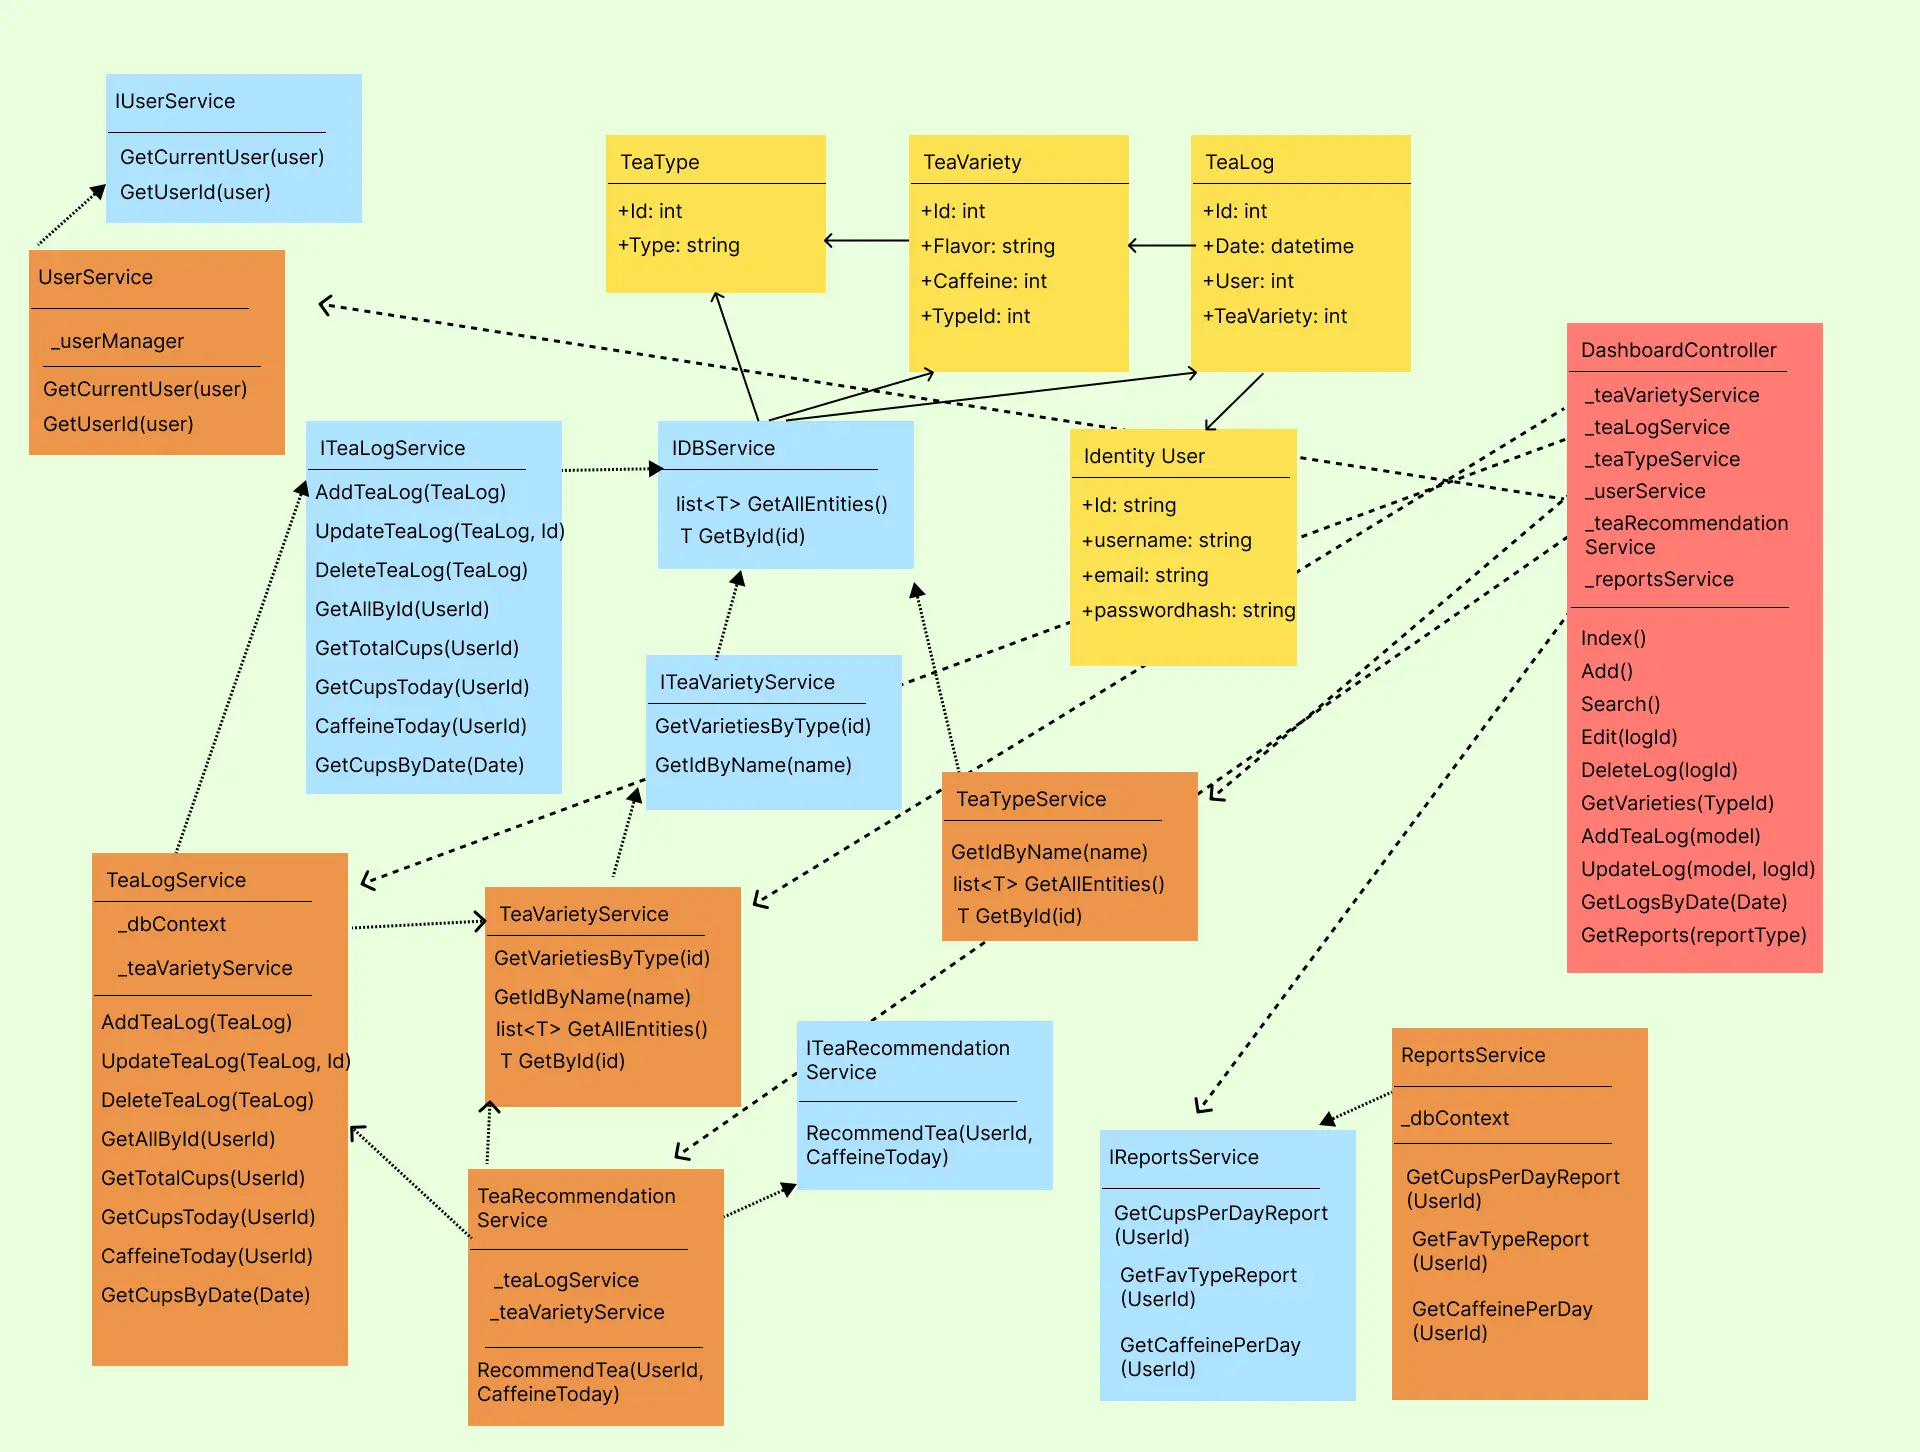 IUserService
GetCurrentUser(user)
GetUserId(user)
UserService
_userManager
GetCurrentUser(user)
GetUserId(user)
TeaType
+Id: int
+Type: string
TeaVariety
+Id: int
+Flavor: string
+Caffeine: int
+TypeId: int
TeaLog
+Id: int
+Date: datetime
+User: int
+TeaVariety: int
ITeaLogService
AddTeaLog(TeaLog)
UpdateTeaLog(TeaLog, Id)
DeleteTeaLog(TeaLog)
GetAllById(UserId)
GetTotalCups(UserId)
GetCupsToday(UserId)
CaffeineToday(UserId)
GetCupsByDate(Date)
IDBService
list<T> GetAllEntities()
T GetById(id)
Identity User
+Id: string
+username: string
+email: string
+passwordhash: string
DashboardController
_teaVarietyService
_teaLogService
_teaTypeService
_userService
_teaRecommendation
Service
_reportsService
Index()
Add()
Search()
Edit(logId)
DeleteLog(logId)
GetVarieties(TypeId)
AddTeaLog(model)
UpdateLog(model, logId)
GetLogsByDate(Date)
GetReports(reportType)
ITeaVarietyService
GetVarietiesByType(id)
GetIdByName(name)
TeaTypeService
GetIdByName(name)
list<T> GetAllEntities()
T GetById(id)
TeaLogService
_dbContext
_teaVarietyService
AddTeaLog(TeaLog)
UpdateTeaLog(TeaLog, Id)
DeleteTeaLog(TeaLog)
GetAllById(UserId)
GetTotalCups(UserId)
GetCupsToday(UserId)
CaffeineToday(UserId)
GetCupsByDate(Date)
TeaVarietyService
GetVarietiesByType(id)
GetIdByName(name)
list<T> GetAllEntities()
T GetById(id)
ITeaRecommendation
Service
RecommendTea(UserId,
CaffeineToday)
TeaRecommendation
Service
_teaLogService
_teaVarietyService
RecommendTea(UserId,
CaffeineToday)
IReportsService
GetCupsPerDayReport
(UserId)
GetFavTypeReport
(UserId)
GetCaffeinePerDay
(UserId)
ReportsService
_dbContext
GetCupsPerDayReport
(UserId)
GetFavTypeReport
(UserId)
GetCaffeinePerDay
(UserId)